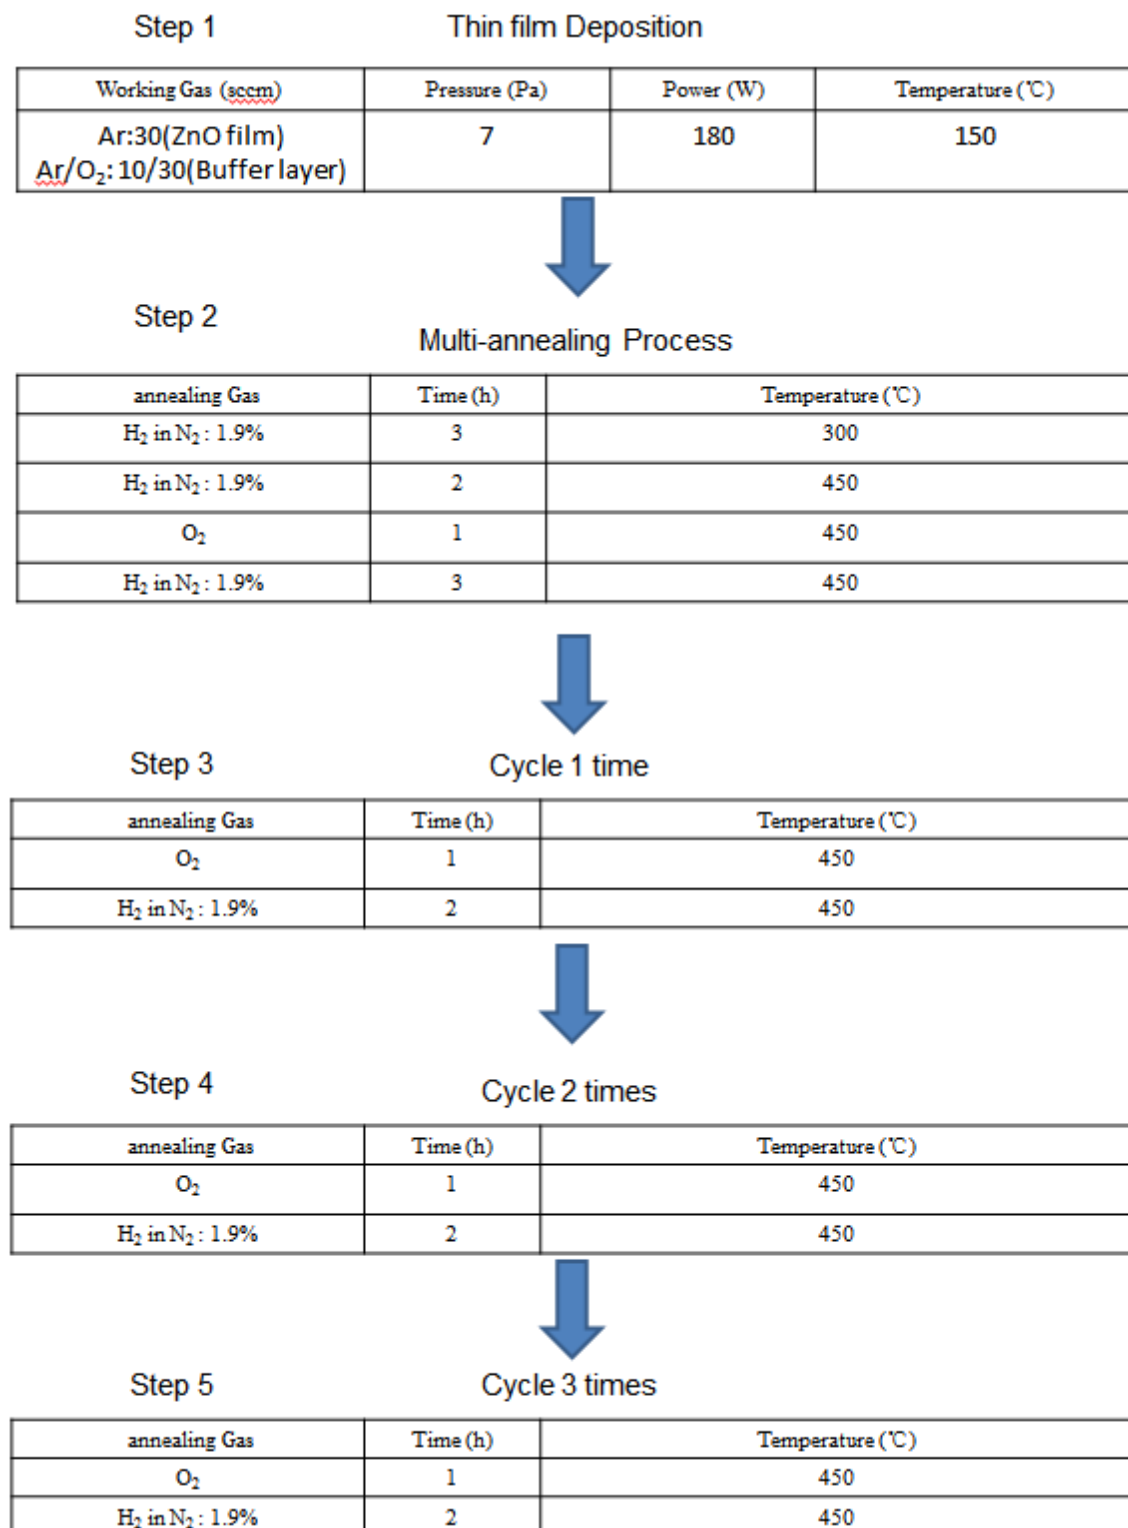 Step 1 Thin film Deposition
Working Gas (sccm) Pressure (Pa) Power (W) Temperature (℃)
Ar:30(ZnO film) 7 180 150
Ar/O₂: 10/30(Buffer layer)
Step 2
Multi-annealing Process
annealing Gas Time (h) Temperature (℃)
H₂ in N₂ : 1.9% 3 300
H₂ in N₂ : 1.9% 2 450
O₂ 1 450
H₂ in N₂ : 1.9% 3 450
Step 3 Cycle 1 time
annealing Gas Time (h) Temperature (℃)
O₂ 1 450
H₂ in N₂ : 1.9% 2 450
Step 4 Cycle 2 times
annealing Gas Time (h) Temperature (℃)
O₂ 1 450
H₂ in N₂ : 1.9% 2 450
Step 5 Cycle 3 times
annealing Gas Time (h) Temperature (℃)
O₂ 1 450
H₂ in N₂ : 1.9% 2 450